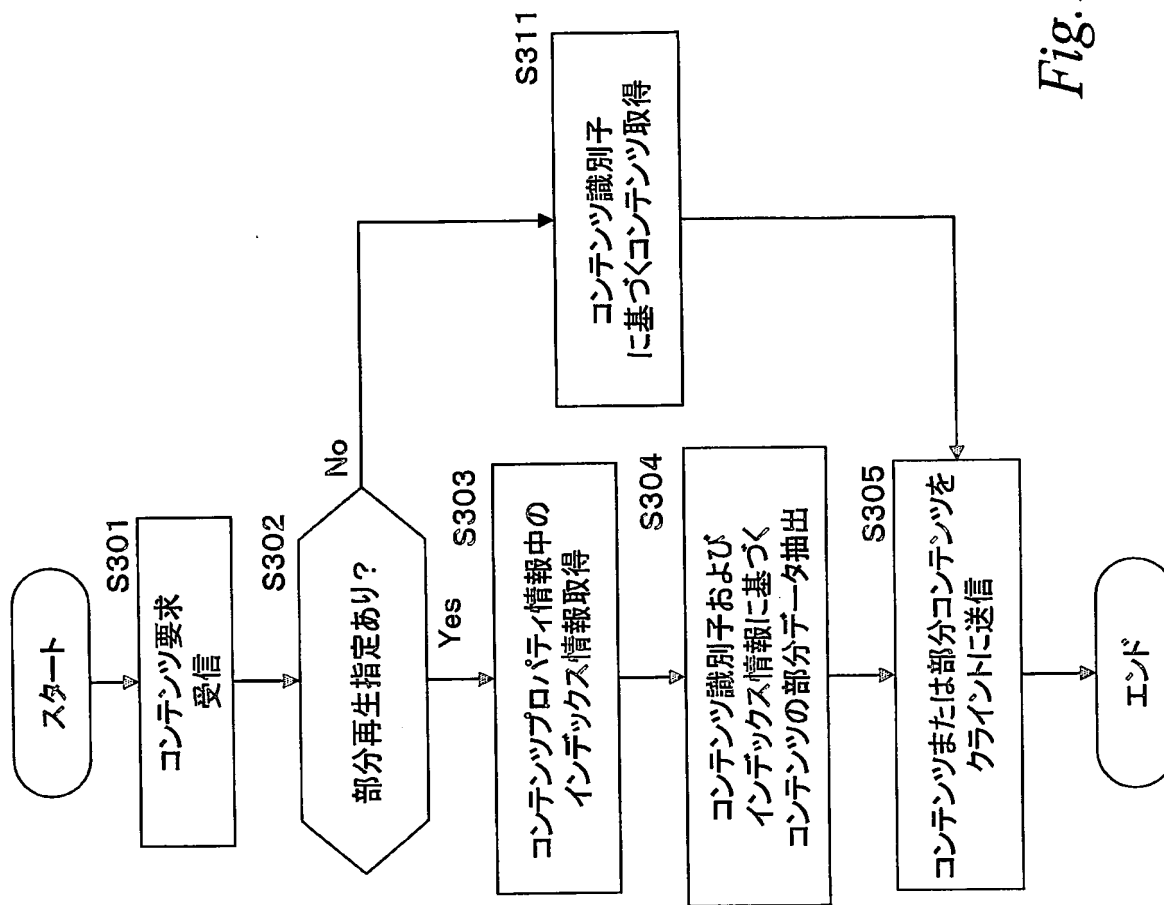 スタート
S301
コンテンツ要求
受信
S302
部分再生指定あり?
No
Yes
S303
コンテンツプロパティ情報中の
インデックス情報取得
S304
コンテンツ識別子および
インデックス情報に基づく
コンテンツの部分データ抽出
S311
コンテンツ識別子
に基づくコンテンツ取得
S305
コンテンツまたは部分コンテンツを
クライントに送信
エンド
Fig.